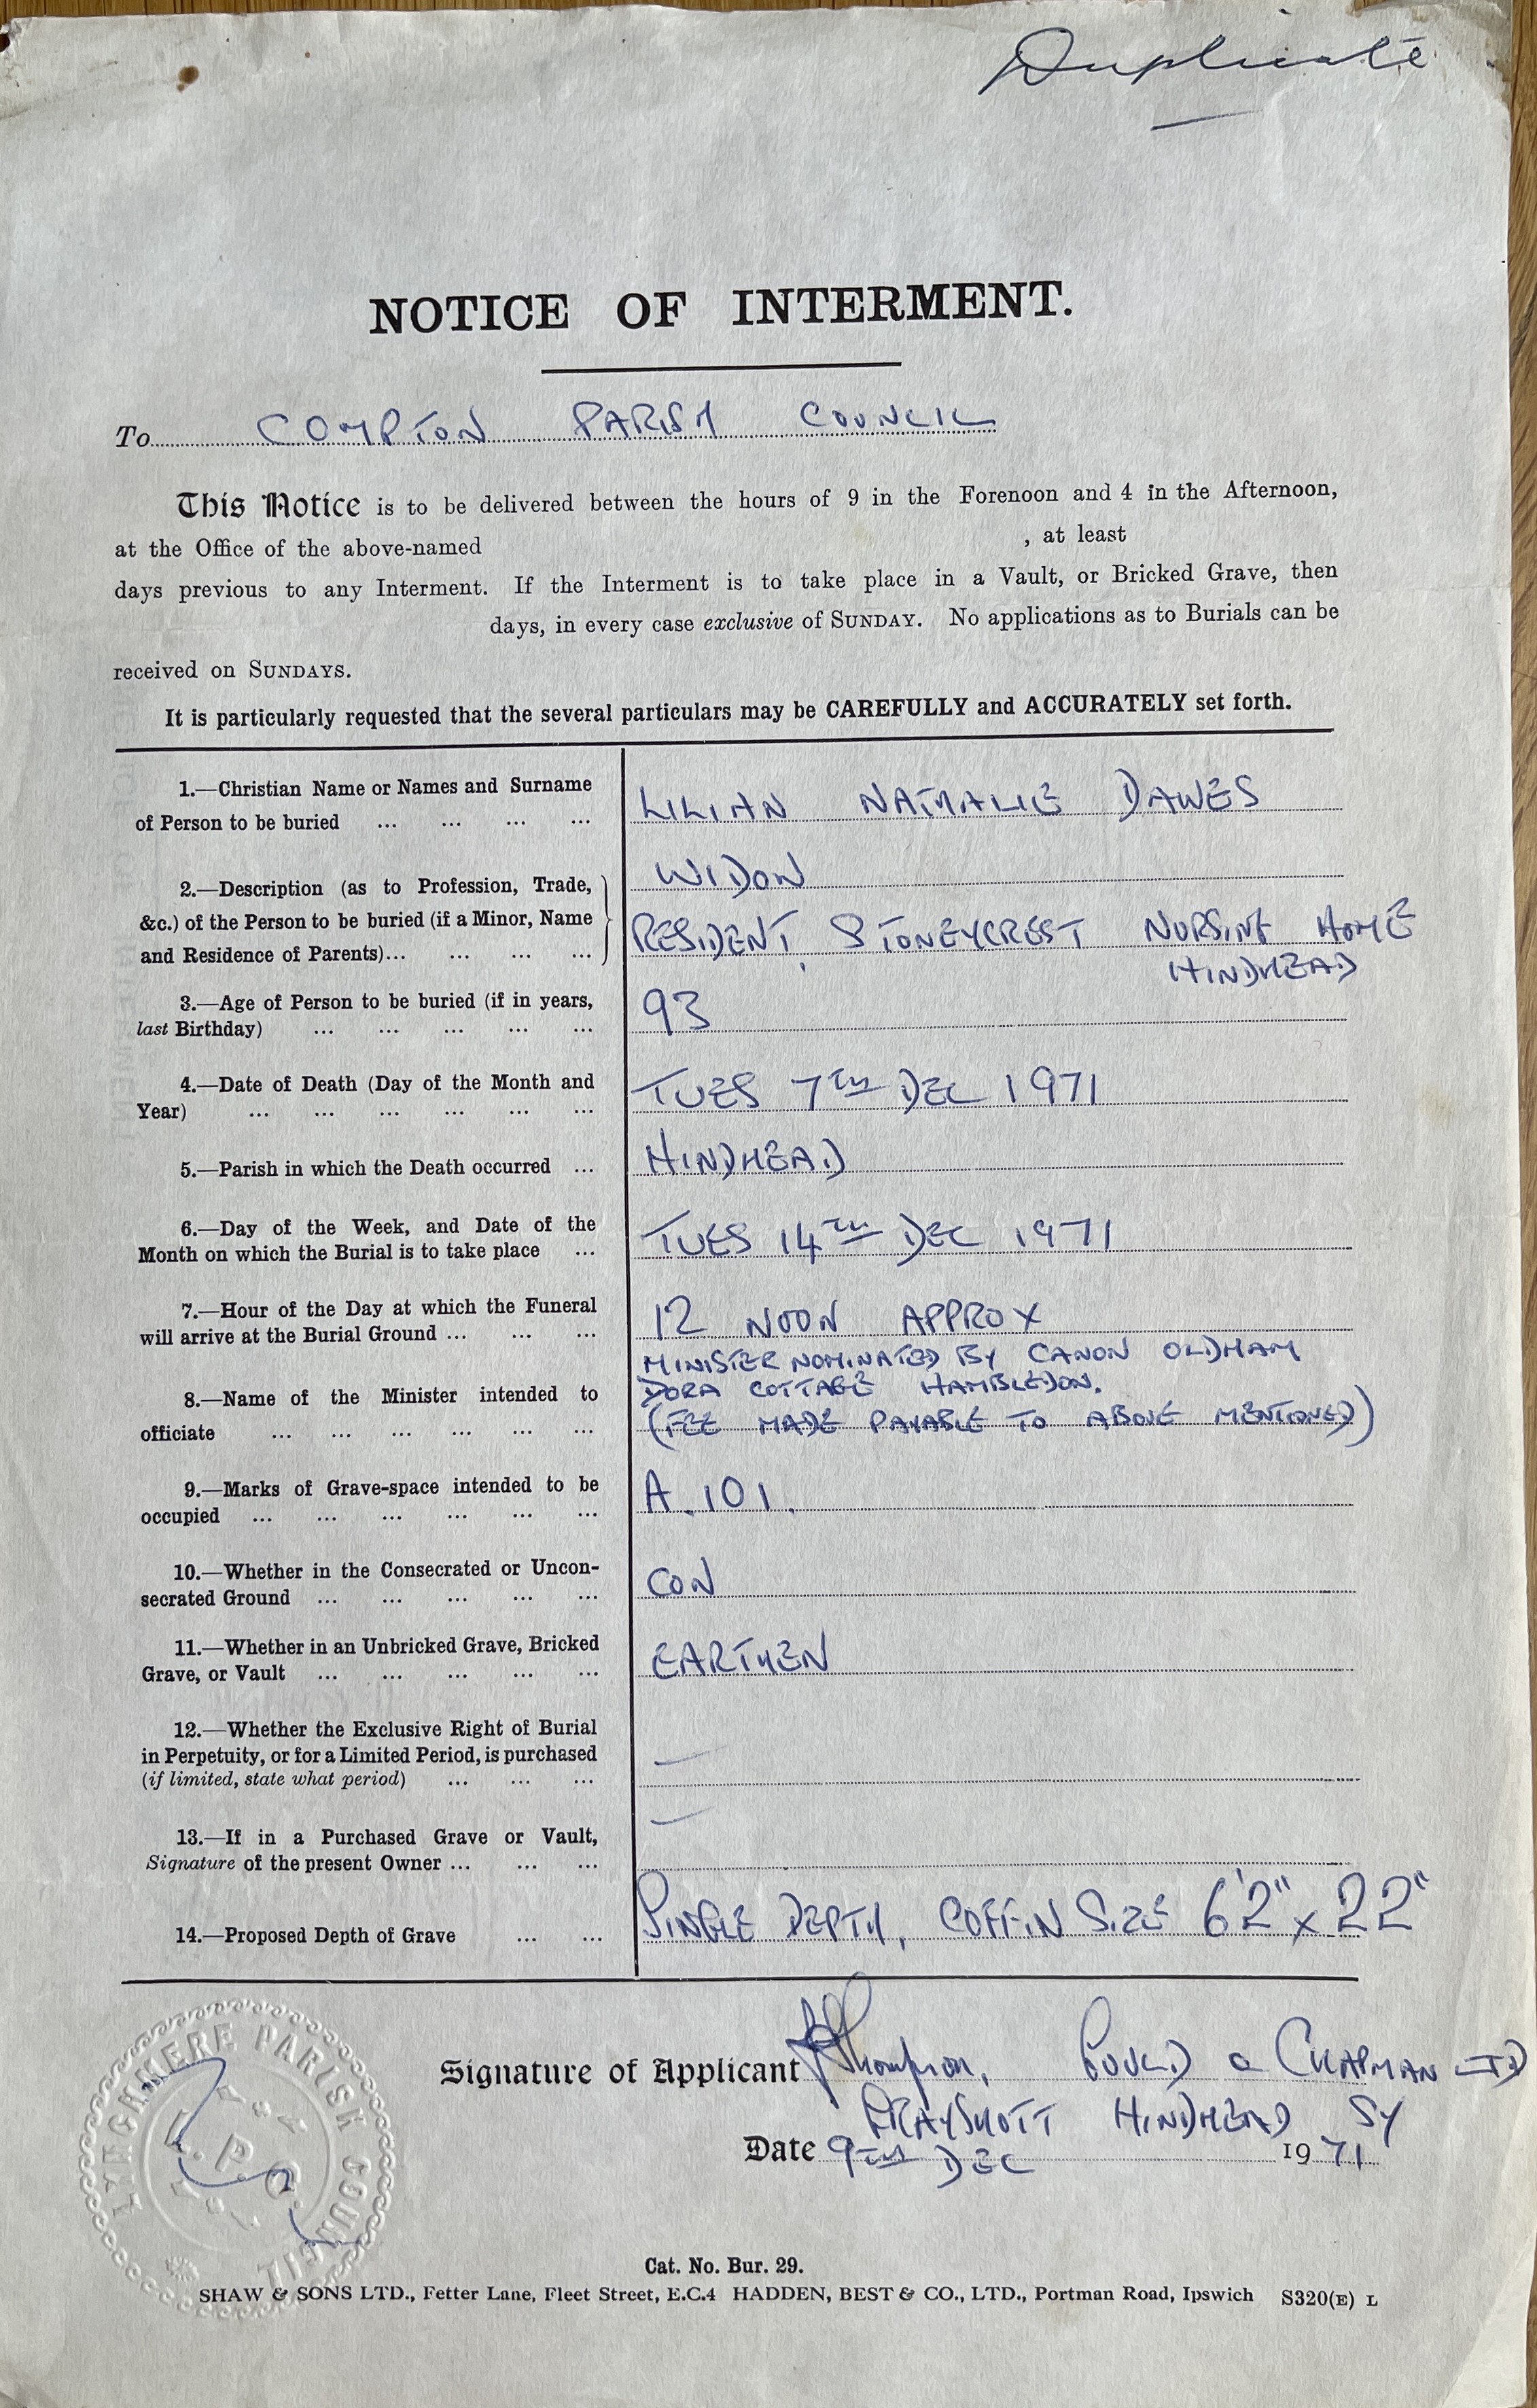 Duplicate
NOTICE OF INTERMENT.
To COMPTON PARISH COUNCIL
This Notice is to be delivered between the hours of 9 in the Forenoon and 4 in the Afternoon,
at the Office of the above-named , at least
days previous to any Interment. If the Interment is to take place in a Vault, or Bricked Grave, then
days, in every case exclusive of SUNDAY. No applications as to Burials can be
received on SUNDAYS.
It is particularly requested that the several particulars may be CAREFULLY and ACCURATELY set forth.
1.—Christian Name or Names and Surname
of Person to be buried ... ... ... ...
LILIAN NATHALIE DAWES
2.—Description (as to Profession, Trade,
&c.) of the Person to be buried (if a Minor, Name
and Residence of Parents)... ... ... ...
WIDOW
RESIDENT, STONEYCREST NURSING HOME
HINDHEAD
3.—Age of Person to be buried (if in years,
last Birthday) ... ... ... ... ...
93
4.—Date of Death (Day of the Month and
Year) ... ... ... ... ... ...
TUES 7TH DEC 1971
5.—Parish in which the Death occurred ...
HINDHEAD
6.—Day of the Week, and Date of the
Month on which the Burial is to take place ...
TUES 14TH DEC 1971
7.—Hour of the Day at which the Funeral
will arrive at the Burial Ground ... ... ...
12 NOON APPROX
8.—Name of the Minister intended to
officiate ... ... ... ... ... ...
MINISTER NOMINATED BY CANON OLDHAM
DORA COTTAGE HAMBLEDON.
(FEE MADE PAYABLE TO ABOVE MENTIONED)
9.—Marks of Grave-space intended to be
occupied ... ... ... ... ... ...
A.101.
10.—Whether in the Consecrated or Uncon-
secrated Ground ... ... ... ... ...
CON
11.—Whether in an Unbricked Grave, Bricked
Grave, or Vault ... ... ... ... ...
EARTHEN
12.—Whether the Exclusive Right of Burial
in Perpetuity, or for a Limited Period, is purchased
(if limited, state what period) ... ... ...
—
13.—If in a Purchased Grave or Vault,
Signature of the present Owner ... ... ...
—
14.—Proposed Depth of Grave ... ...
SINGLE DEPTH, COFFIN SIZE 6'2" x 22"
Signature of Applicant Thompson, GOULD & CHAPMAN LTD
GRAYSHOTT HINDHEAD SY
Date 9TH DEC 1971
LYNCHMERE PARISH COUNCIL
L.P.C.
Cat. No. Bur. 29.
SHAW & SONS LTD., Fetter Lane, Fleet Street, E.C.4 HADDEN, BEST & CO., LTD., Portman Road, Ipswich S320(E) L